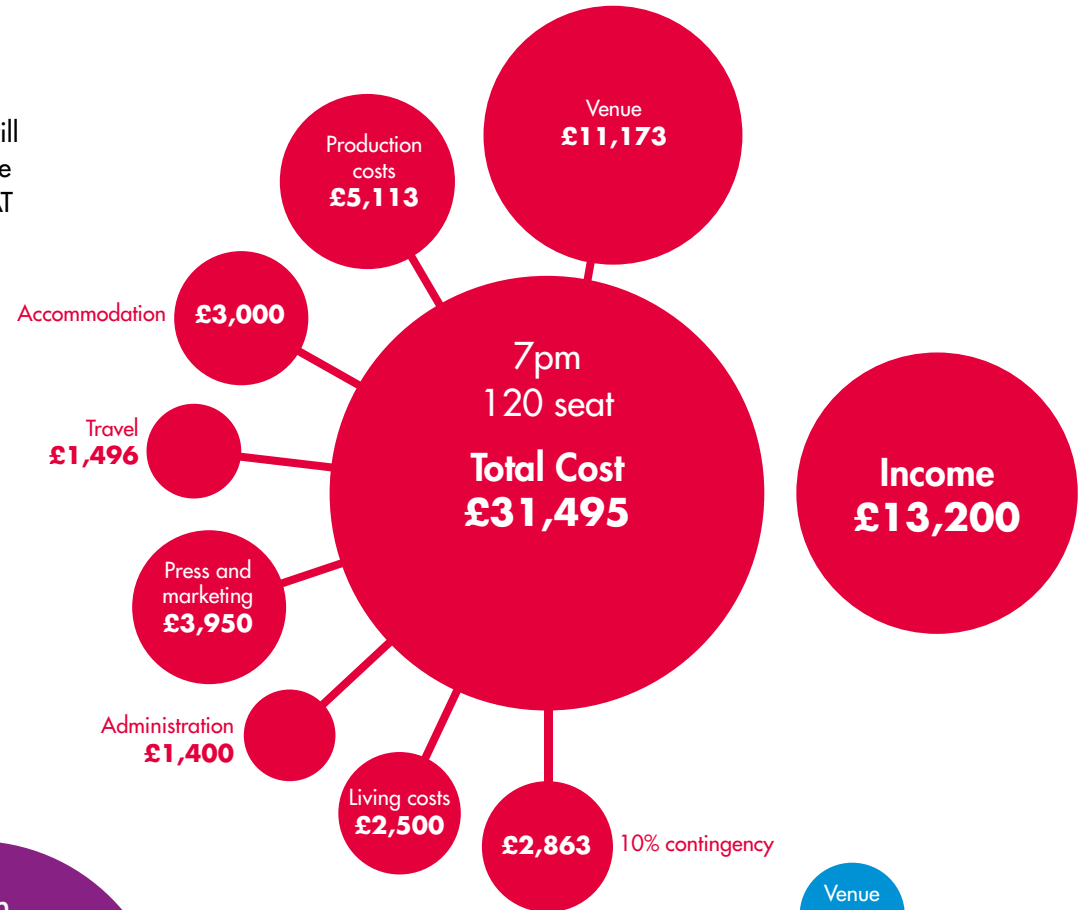 ill
e
AT
Venue
£11,173
Production
costs
£5,113
Accommodation
£3,000
Travel
£1,496
7pm
120 seat
Total Cost
£31,495
Income
£13,200
Press and
marketing
£3,950
Administration
£1,400
Living costs
£2,500
£2,863
10% contingency
Venue